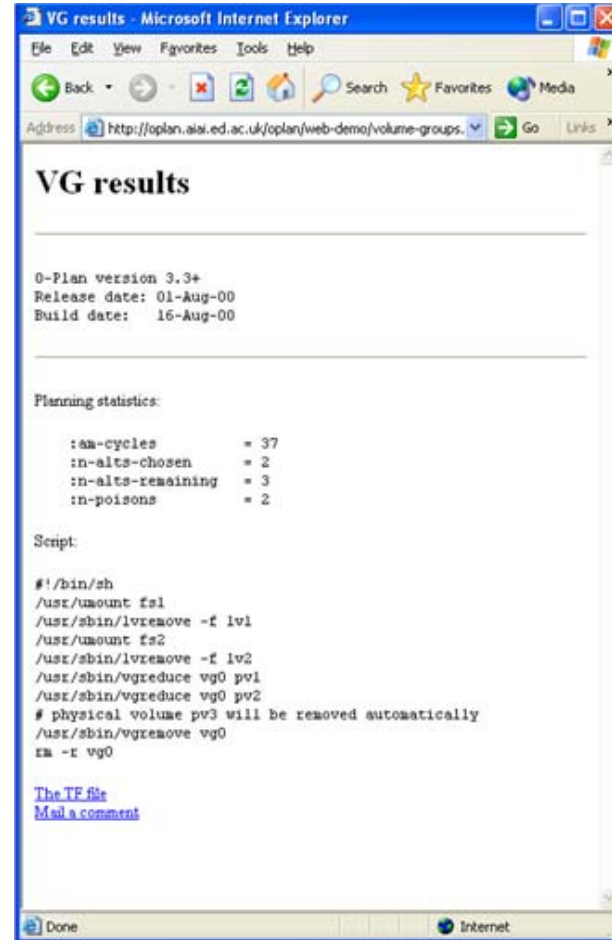 VG results - Microsoft Internet Explorer
File Edit View Favorites Tools Help
Back Search Favorites Media
Address http://oplan.aiai.ed.ac.uk/oplan/web-demo/volume-groups. Go Links
VG results
O-Plan version 3.3+
Release date: 01-Aug-00
Build date: 16-Aug-00
Planning statistics:
:am-cycles = 37
:n-alts-chosen = 2
:n-alts-remaining = 3
:n-poisons = 2
Script:
#!/bin/sh
/usr/umount fs1
/usr/sbin/lvremove -f lv1
/usr/umount fs2
/usr/sbin/lvremove -f lv2
/usr/sbin/vgreduce vg0 pv1
/usr/sbin/vgreduce vg0 pv2
# physical volume pv3 will be removed automatically
/usr/sbin/vgremove vg0
rm -r vg0
The TF file
Mail a comment
Done Internet